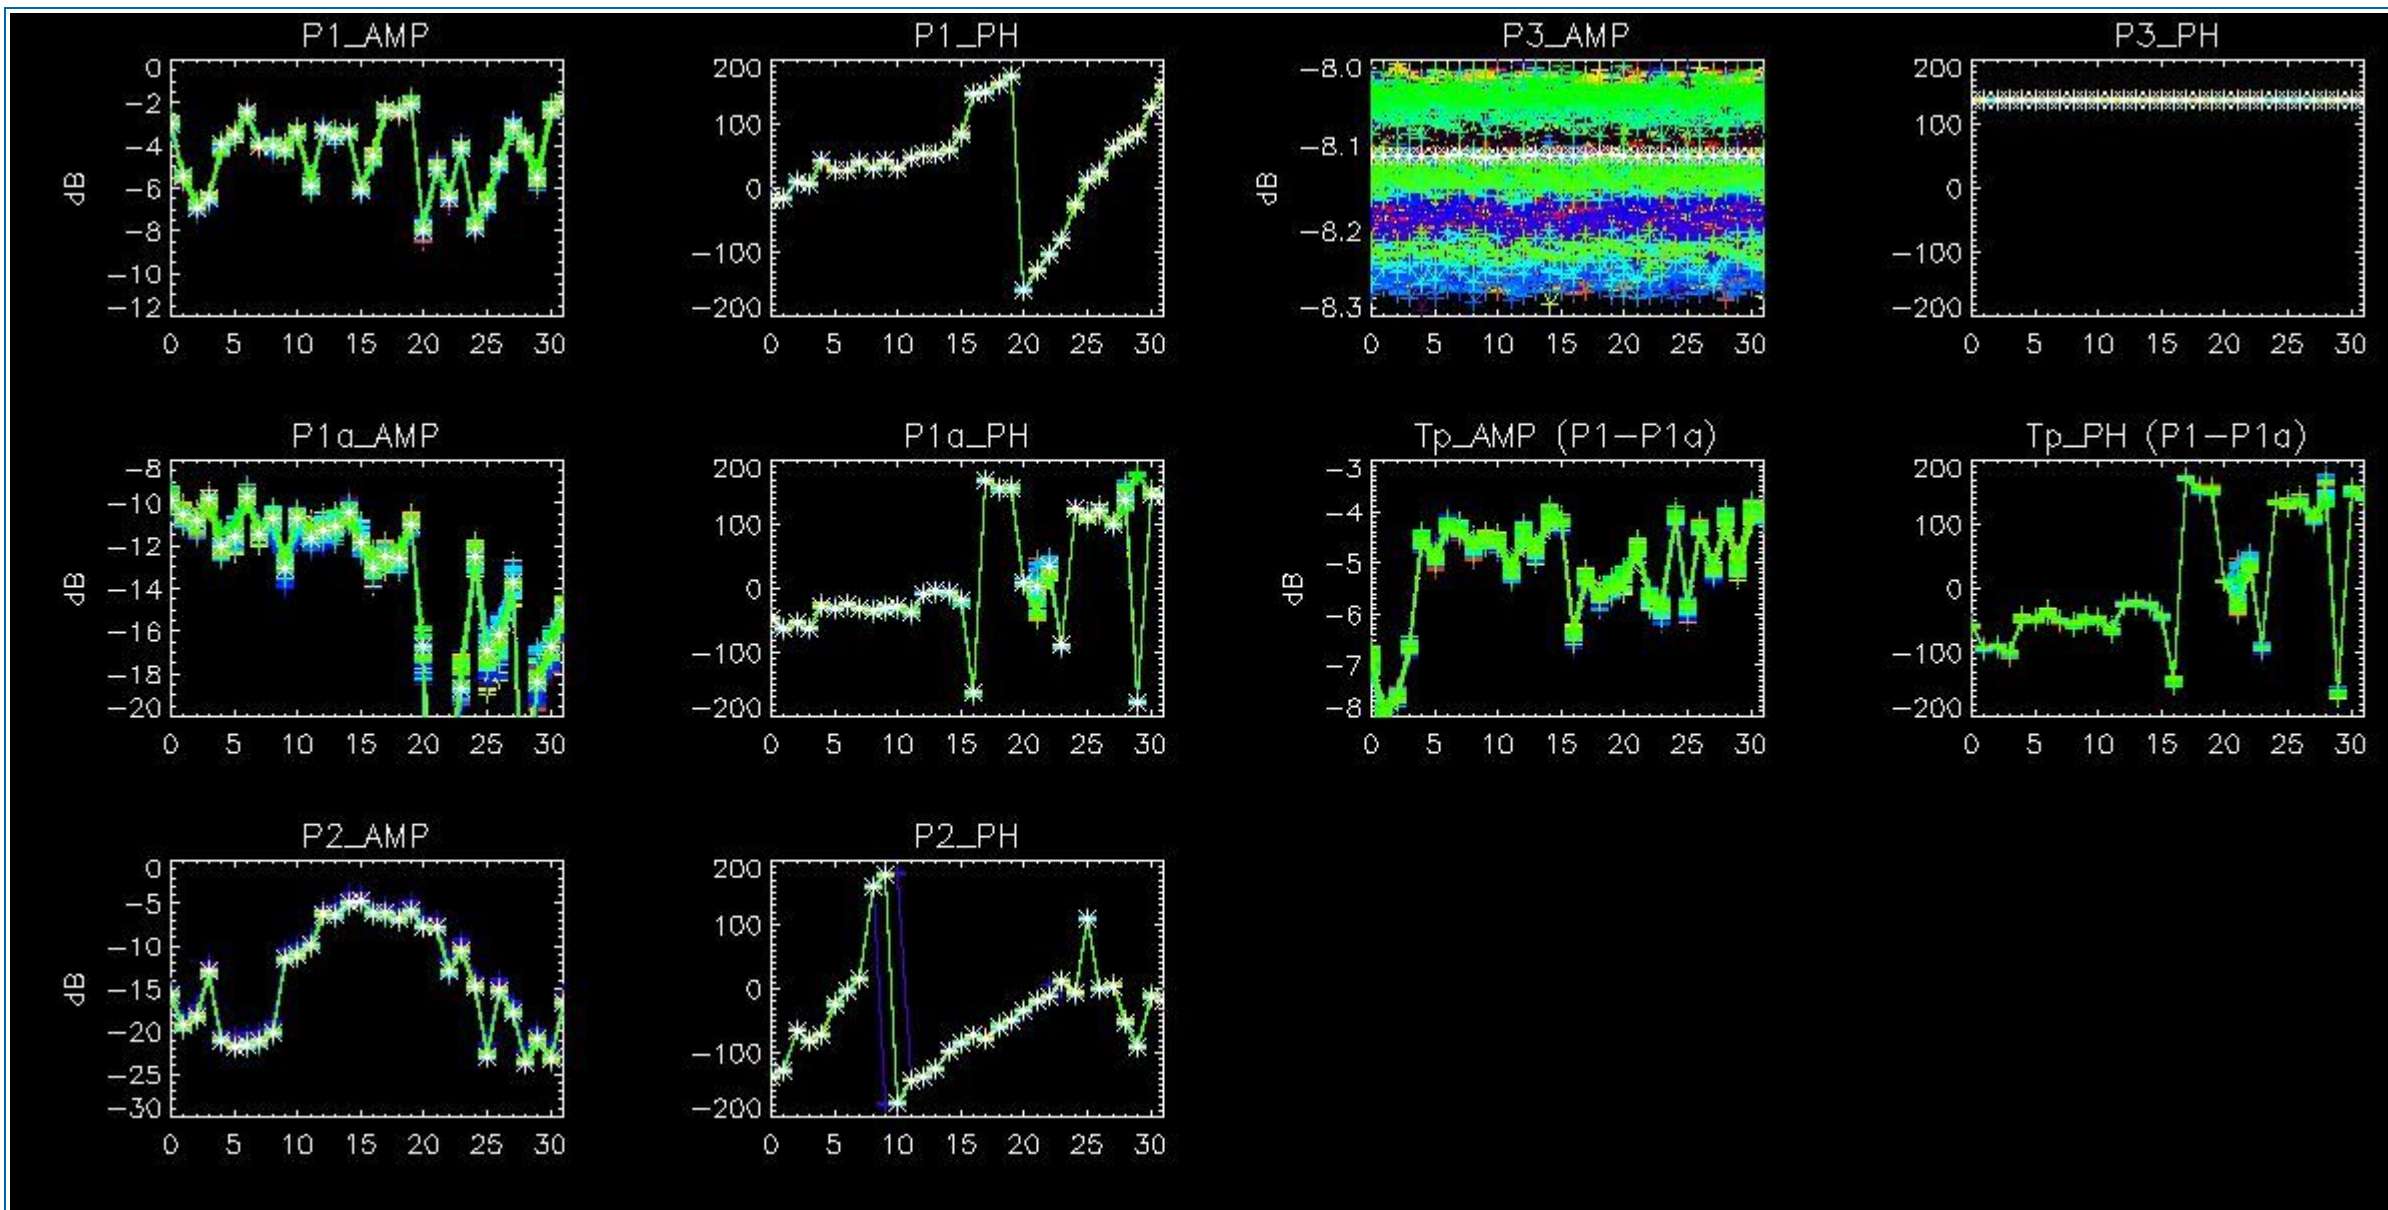 P1_AMP
0
−2
−4
−6
−8
−10
−12
dB
0 5 10 15 20 25 30
P1_PH
200
100
0
−100
−200
0 5 10 15 20 25 30
P3_AMP
−8.0
−8.1
−8.2
−8.3
dB
0 5 10 15 20 25 30
P3_PH
200
100
0
−100
−200
0 5 10 15 20 25 30
P1a_AMP
−8
−10
−12
−14
−16
−18
−20
dB
0 5 10 15 20 25 30
P1a_PH
200
100
0
−100
−200
0 5 10 15 20 25 30
Tp_AMP (P1−P1a)
−3
−4
−5
−6
−7
−8
dB
0 5 10 15 20 25 30
Tp_PH (P1−P1a)
200
100
0
−100
−200
0 5 10 15 20 25 30
P2_AMP
0
−5
−10
−15
−20
−25
−30
dB
0 5 10 15 20 25 30
P2_PH
200
100
0
−100
−200
0 5 10 15 20 25 30